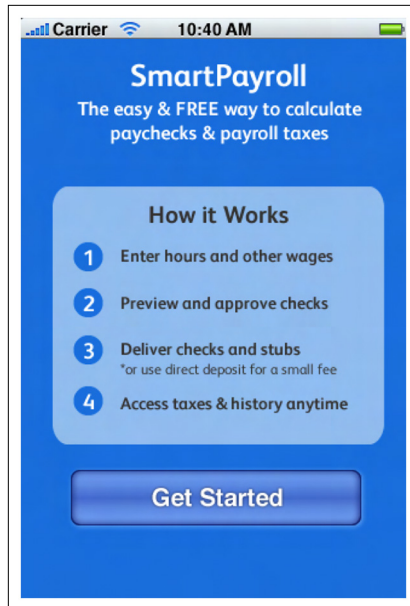 Carrier 10:40 AM
SmartPayroll
The easy & FREE way to calculate
paychecks & payroll taxes
How it Works
1 Enter hours and other wages
2 Preview and approve checks
3 Deliver checks and stubs
*or use direct deposit for a small fee
4 Access taxes & history anytime
Get Started